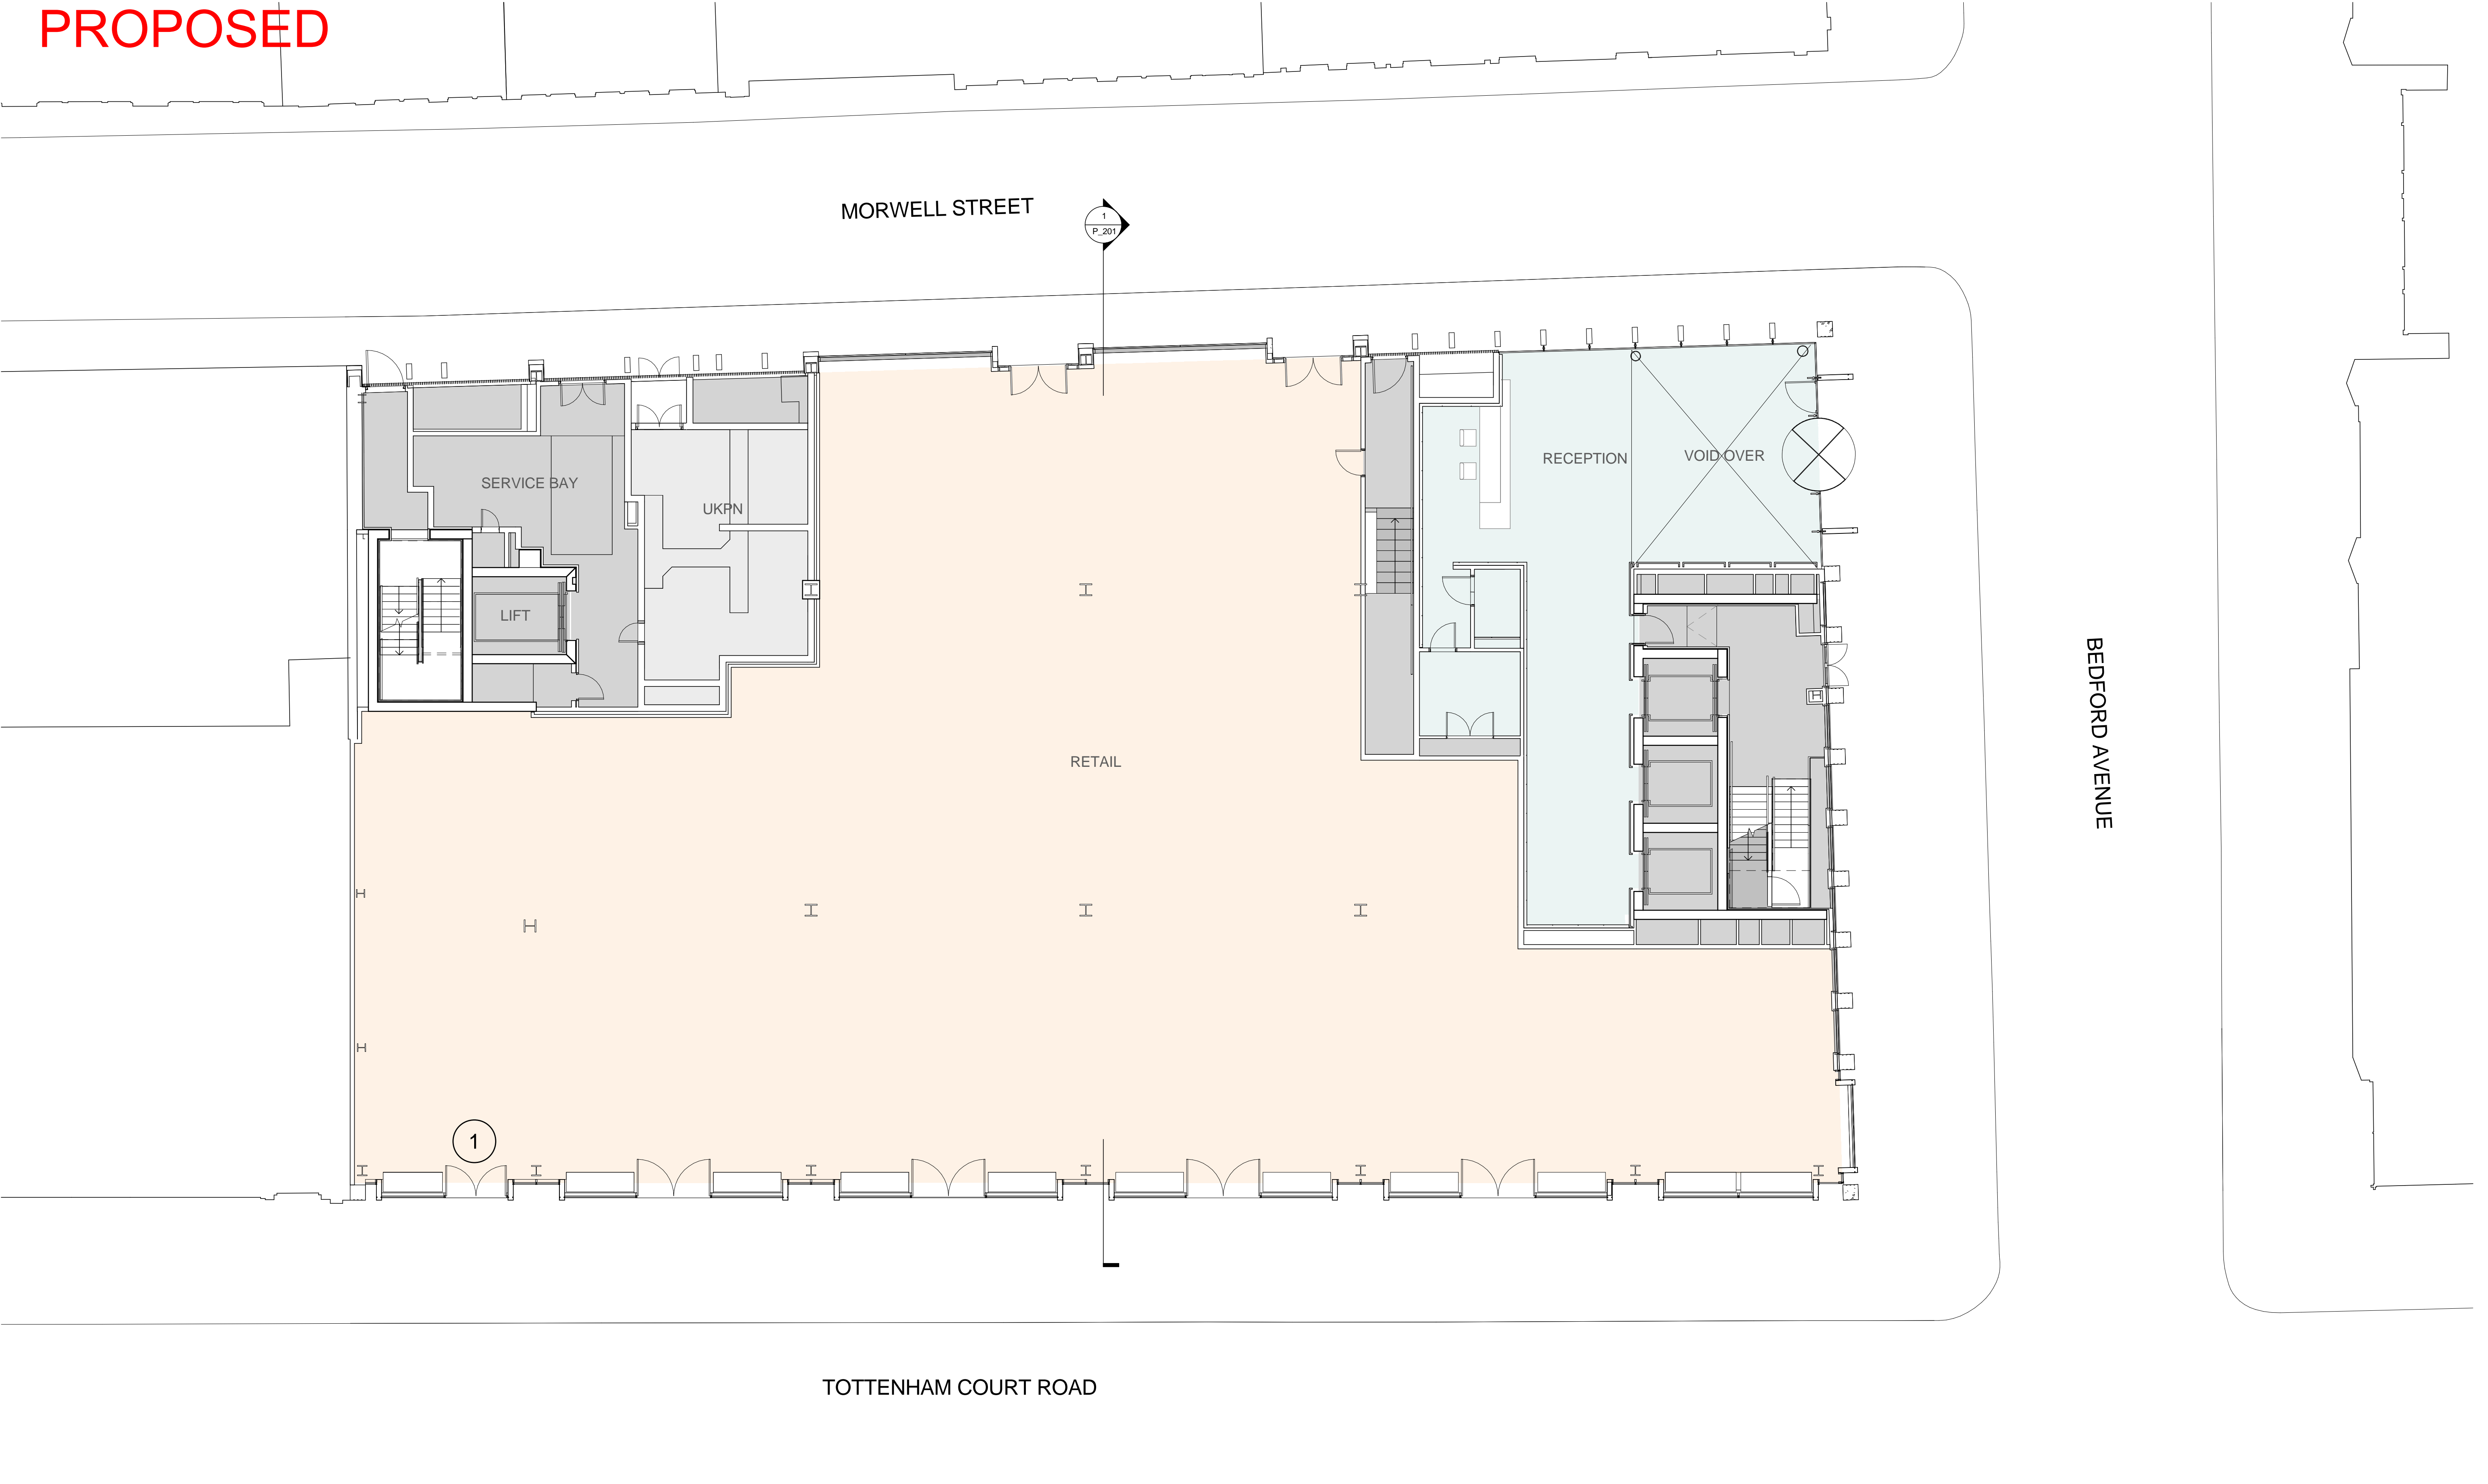 PROPOSED
MORWELL STREET
1
P_201
RECEPTION
VOID OVER
SERVICE BAY
UKPN
LIFT
RETAIL
BEDFORD AVENUE
1
TOTTENHAM COURT ROAD